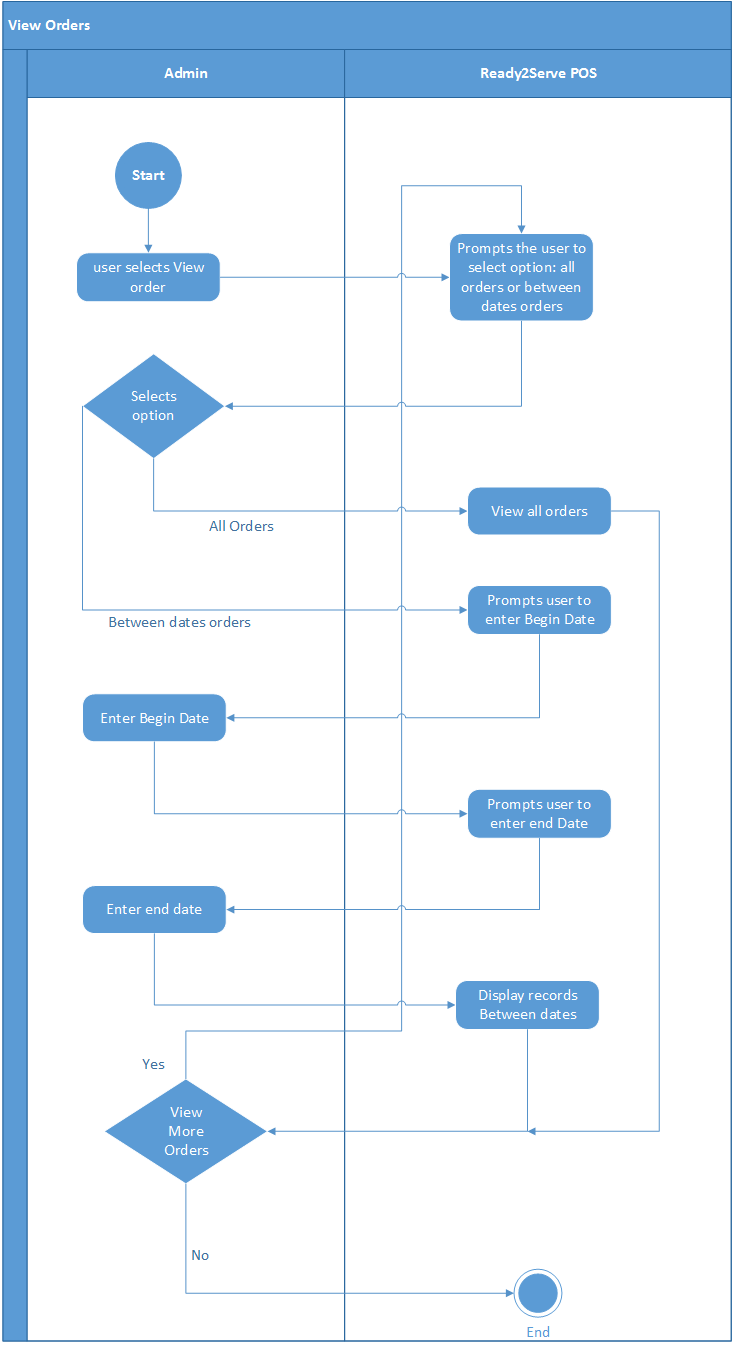 View Orders
Admin
Ready2Serve POS
Start
user selects View
order
Prompts the user to
select option: all
orders or between
dates orders
Selects
option
All Orders
View all orders
Between dates orders
Prompts user to
enter Begin Date
Enter Begin Date
Prompts user to
enter end Date
Enter end date
Display records
Between dates
Yes
View
More
Orders
No
End